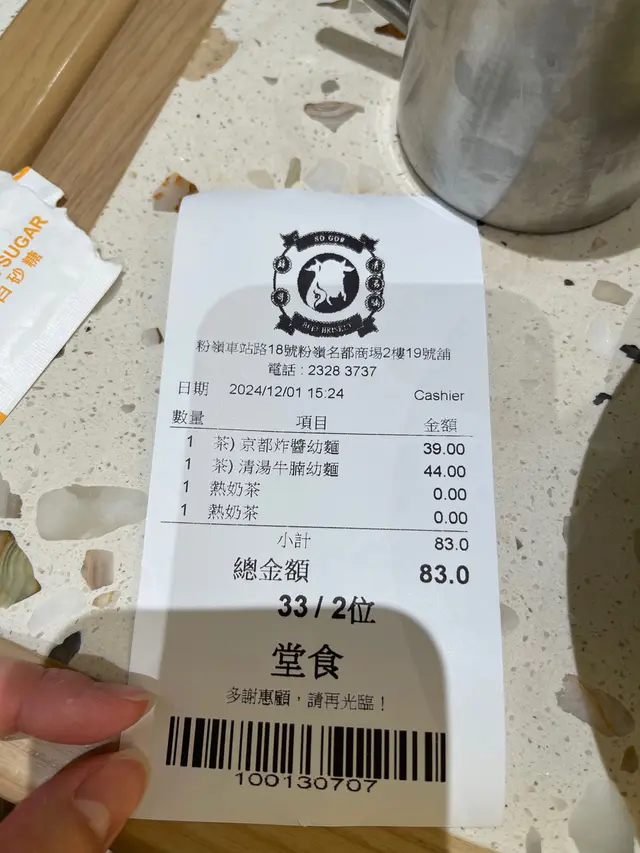 SUGAR
白砂糖
SO GOR
BEEF BRISKET
粉嶺車站路18號粉嶺名都商場2樓19號舖
電話 : 2328 3737
日期 2024/12/01 15:24 Cashier
數量 項目 金額
1 茶) 京都炸醬幼麵 39.00
1 茶) 清湯牛腩幼麵 44.00
1 熱奶茶 0.00
1 熱奶茶 0.00
小計 83.0
總金額 83.0
33 / 2位
堂食
多謝惠顧，請再光臨！
100130707